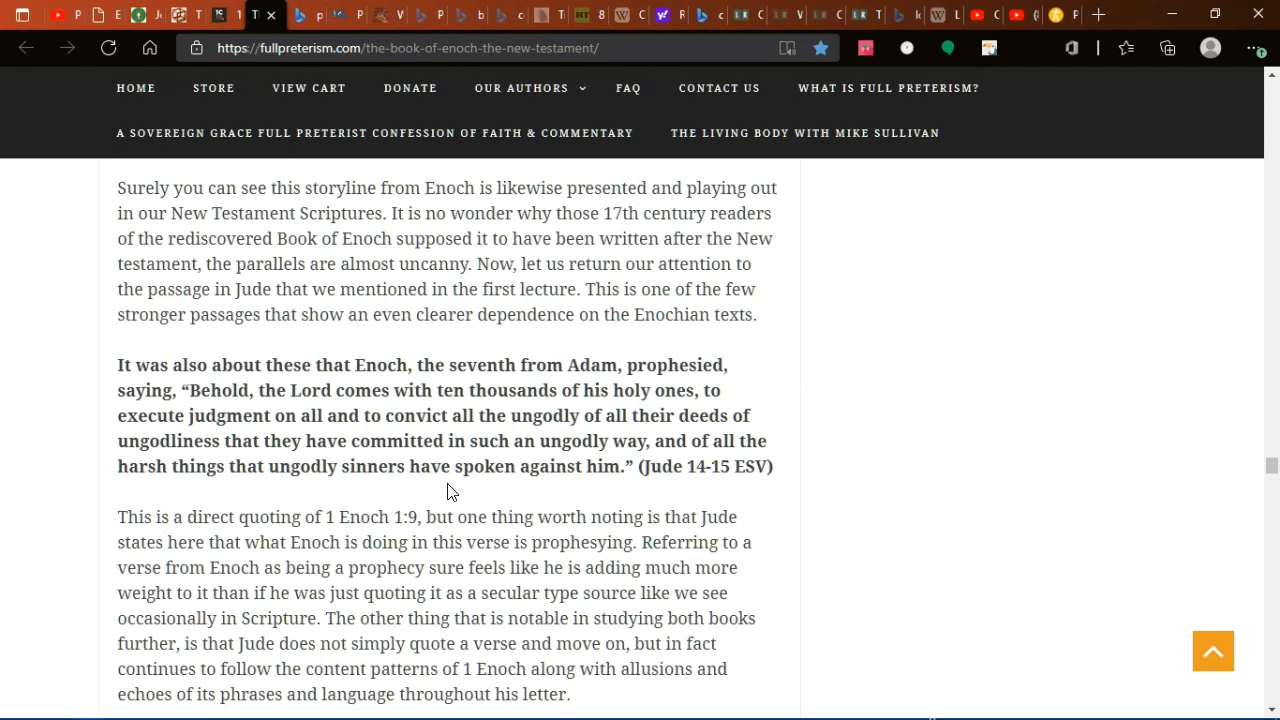 P
E
Jc
P
1
Ti
p
P
V
P
b
c
T
8
C
R
c
C
V
C
T
lo
L
C
(
P
https://fullpreterism.com/the-book-of-enoch-the-new-testament/
HOME STORE VIEW CART DONATE OUR AUTHORS FAQ CONTACT US WHAT IS FULL PRETERISM?
A SOVEREIGN GRACE FULL PRETERIST CONFESSION OF FAITH & COMMENTARY THE LIVING BODY WITH MIKE SULLIVAN
Surely you can see this storyline from Enoch is likewise presented and playing out
in our New Testament Scriptures. It is no wonder why those 17th century readers
of the rediscovered Book of Enoch supposed it to have been written after the New
testament, the parallels are almost uncanny. Now, let us return our attention to
the passage in Jude that we mentioned in the first lecture. This is one of the few
stronger passages that show an even clearer dependence on the Enochian texts.
It was also about these that Enoch, the seventh from Adam, prophesied,
saying, “Behold, the Lord comes with ten thousands of his holy ones, to
execute judgment on all and to convict all the ungodly of all their deeds of
ungodliness that they have committed in such an ungodly way, and of all the
harsh things that ungodly sinners have spoken against him.” (Jude 14-15 ESV)
This is a direct quoting of 1 Enoch 1:9, but one thing worth noting is that Jude
states here that what Enoch is doing in this verse is prophesying. Referring to a
verse from Enoch as being a prophecy sure feels like he is adding much more
weight to it than if he was just quoting it as a secular type source like we see
occasionally in Scripture. The other thing that is notable in studying both books
further, is that Jude does not simply quote a verse and move on, but in fact
continues to follow the content patterns of 1 Enoch along with allusions and
echoes of its phrases and language throughout his letter.